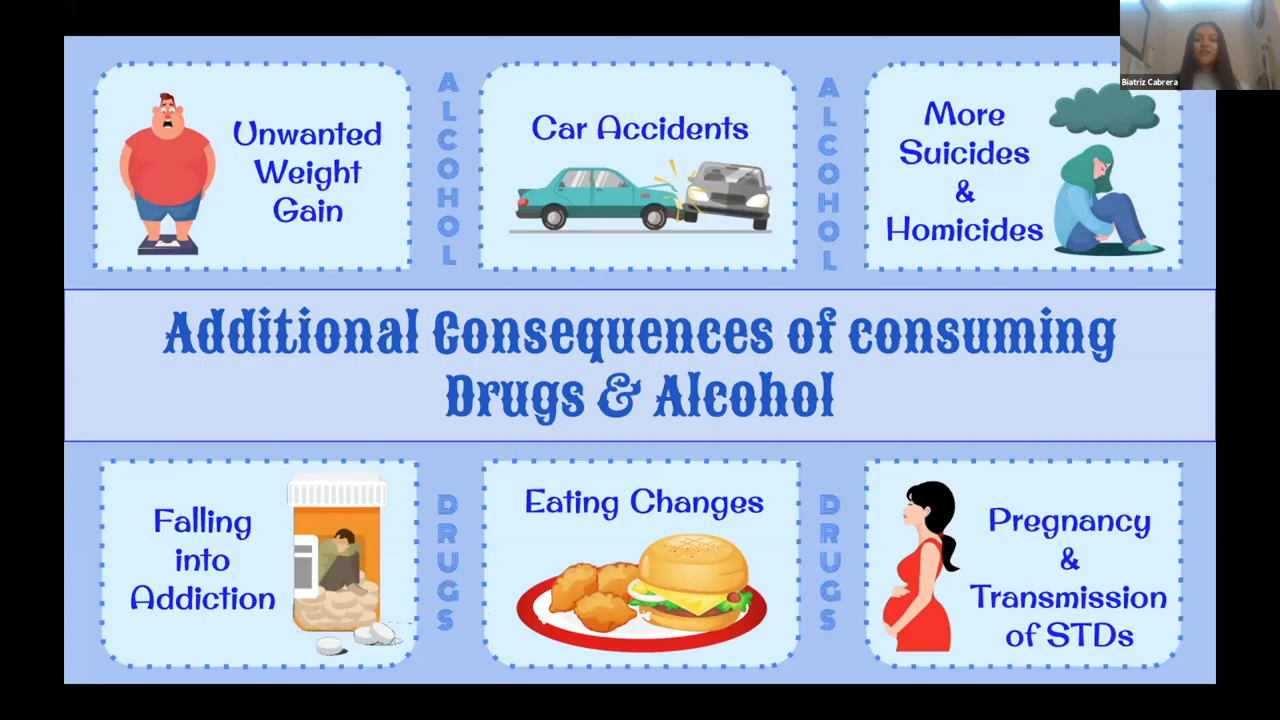 Biatriz Cabrera
Unwanted
Weight
Gain
ALCOHOL
Car Accidents
ALCOHOL
More
Suicides
&
Homicides
Additional Consequences of consuming
Drugs & Alcohol
Falling
into
Addiction
DRUGS
Eating Changes
DRUGS
Pregnancy
&
Transmission
of STDs